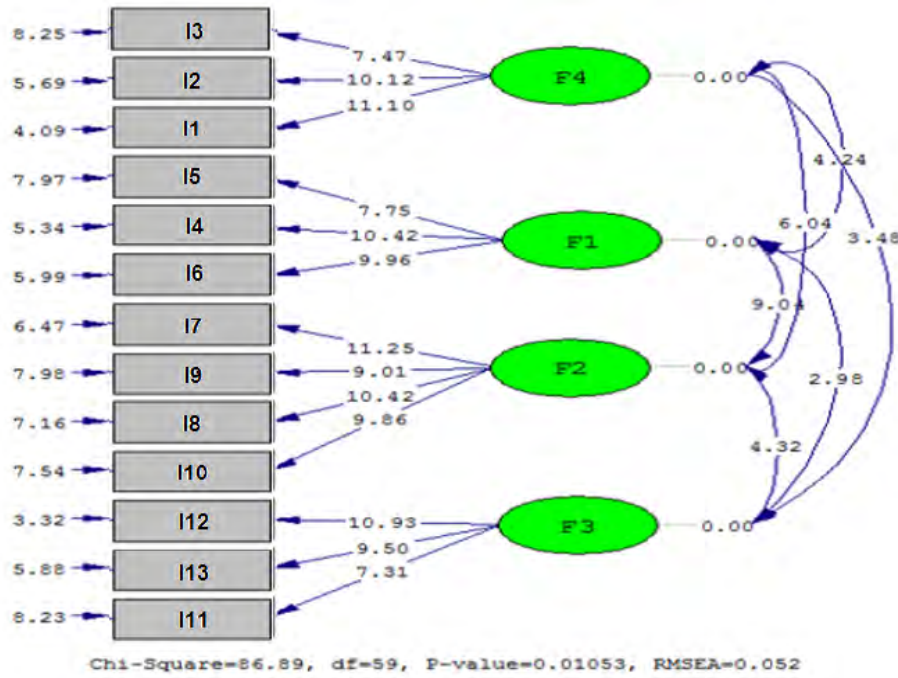 8.25 I3 7.47
5.69 I2 10.12 F4 0.00
4.09 I1 11.10
7.97 I5 7.75 4.24
5.34 I4 10.42 F1 0.00 6.04 3.48
5.99 I6 9.96
6.47 I7 11.25 9.04
7.98 I9 9.01 F2 0.00 2.98
7.16 I8 10.42
7.54 I10 9.86 4.32
3.32 I12 10.93 F3 0.00
5.88 I13 9.50
8.23 I11 7.31
Chi-Square=86.89, df=59, P-value=0.01053, RMSEA=0.052